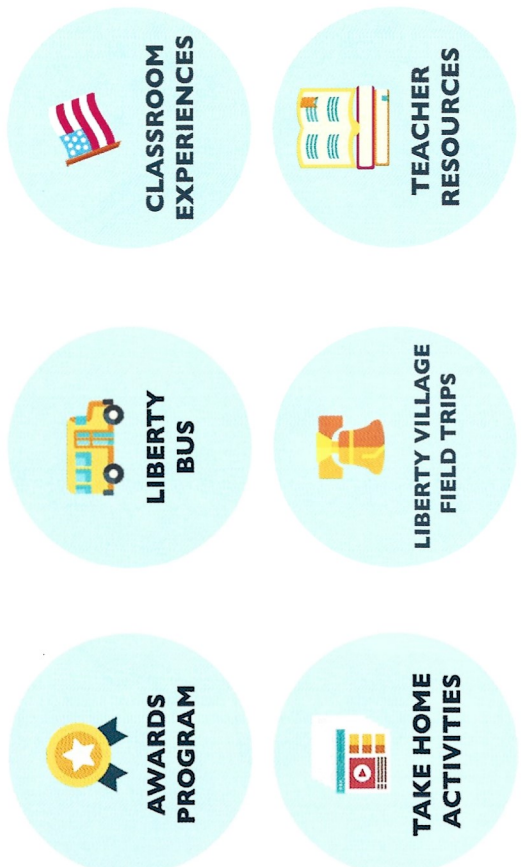 AWARDS
PROGRAM
LIBERTY
BUS
CLASSROOM
EXPERIENCES
TAKE HOME
ACTIVITIES
LIBERTY VILLAGE
FIELD TRIPS
TEACHER
RESOURCES